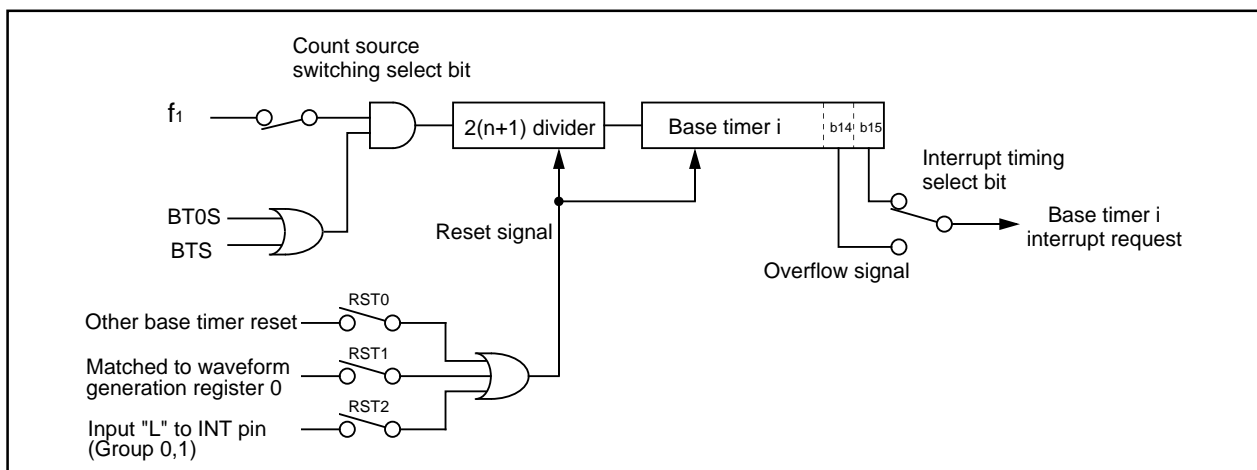 Count source
switching select bit
f1
2(n+1) divider
Base timer i
b14
b15
Interrupt timing
select bit
BT0S
BTS
Reset signal
Base timer i
interrupt request
Overflow signal
RST0
Other base timer reset
RST1
Matched to waveform
generation register 0
RST2
Input "L" to INT pin
(Group 0,1)